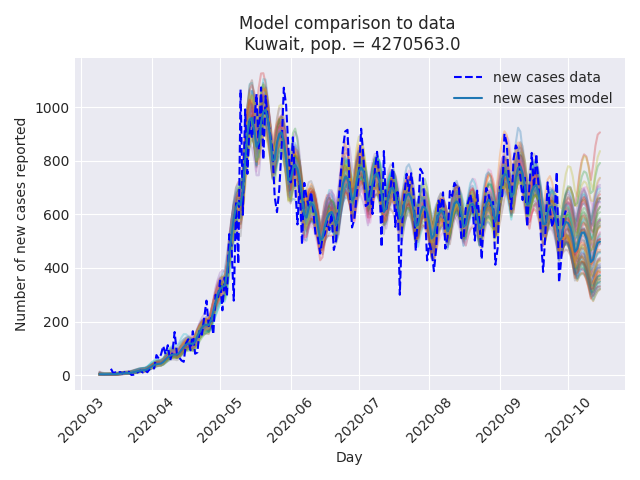 Model comparison to data
Kuwait, pop. = 4270563.0
new cases data
new cases model
Number of new cases reported
1000
800
600
400
200
0
2020-03
2020-04
2020-05
2020-06
2020-07
2020-08
2020-09
2020-10
Day